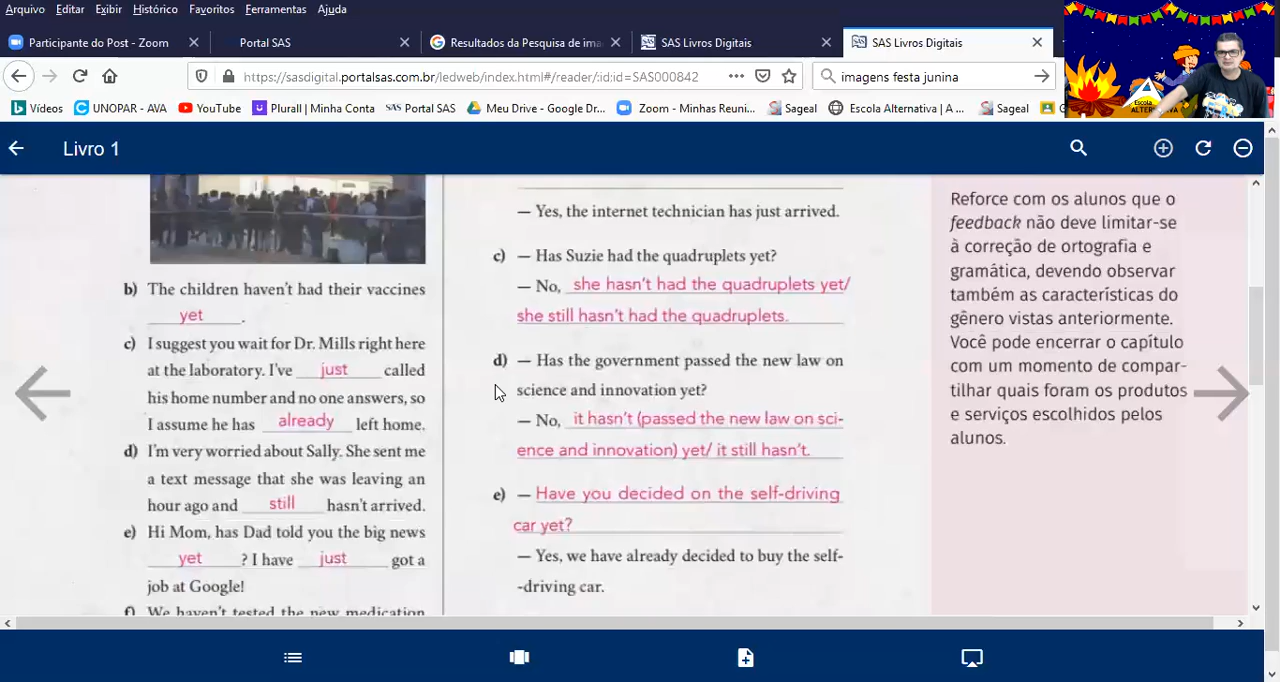 Arquivo Editar Exibir Histórico Favoritos Ferramentas Ajuda
Participante do Post - Zoom
Portal SAS
Resultados da Pesquisa de ima
SAS Livros Digitais
SAS Livros Digitais
https://sasdigital.portalsas.com.br/ledweb/index.html#/reader/:id:id=SAS000842
imagens festa junina
Vídeos
UNOPAR - AVA
YouTube
Plurall | Minha Conta
SAS Portal SAS
Meu Drive - Google Dr...
Zoom - Minhas Reuni...
Sageal
Escola Alternativa | A ...
Sageal
Escola
Livro 1
b) The children haven't had their vaccines
yet.
c) I suggest you wait for Dr. Mills right here
at the laboratory. I've just called
his home number and no one answers, so
I assume he has already left home.
d) I'm very worried about Sally. She sent me
a text message that she was leaving an
hour ago and still hasn't arrived.
e) Hi Mom, has Dad told you the big news
yet ? I have just got a
job at Google!
f) We haven't tested the new medication
— Yes, the internet technician has just arrived.
c) — Has Suzie had the quadruplets yet?
— No, she hasn't had the quadruplets yet/
she still hasn't had the quadruplets.
d) — Has the government passed the new law on
science and innovation yet?
— No, it hasn't (passed the new law on sci-
ence and innovation) yet/ it still hasn't.
e) — Have you decided on the self-driving
car yet?
— Yes, we have already decided to buy the self-
-driving car.
Reforce com os alunos que o
feedback não deve limitar-se
à correção de ortografia e
gramática, devendo observar
também as características do
gênero vistas anteriormente.
Você pode encerrar o capítulo
com um momento de compar-
tilhar quais foram os produtos
e serviços escolhidos pelos
alunos.